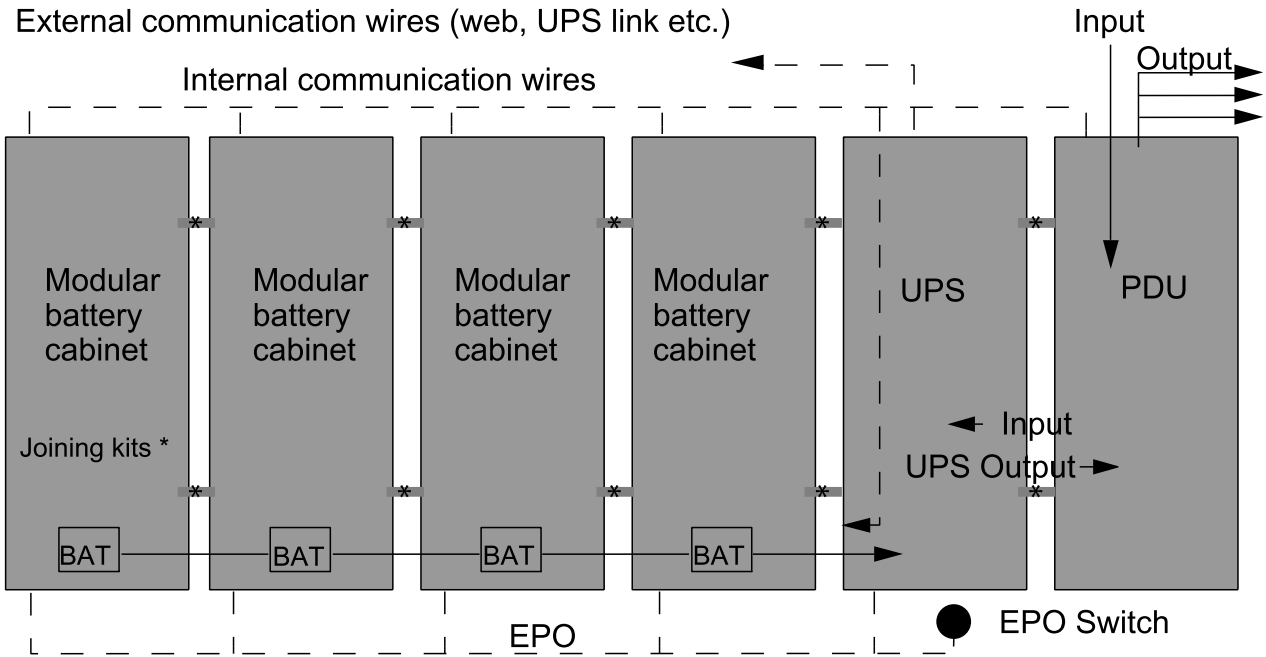 External communication wires (web, UPS link etc.)
Input
Output
Internal communication wires
*
*
*
*
*
Modular
battery
cabinet
Modular
battery
cabinet
Modular
battery
cabinet
Modular
battery
cabinet
UPS
PDU
Joining kits *
Input
UPS Output
*
*
*
*
*
BAT
BAT
BAT
BAT
EPO
EPO Switch